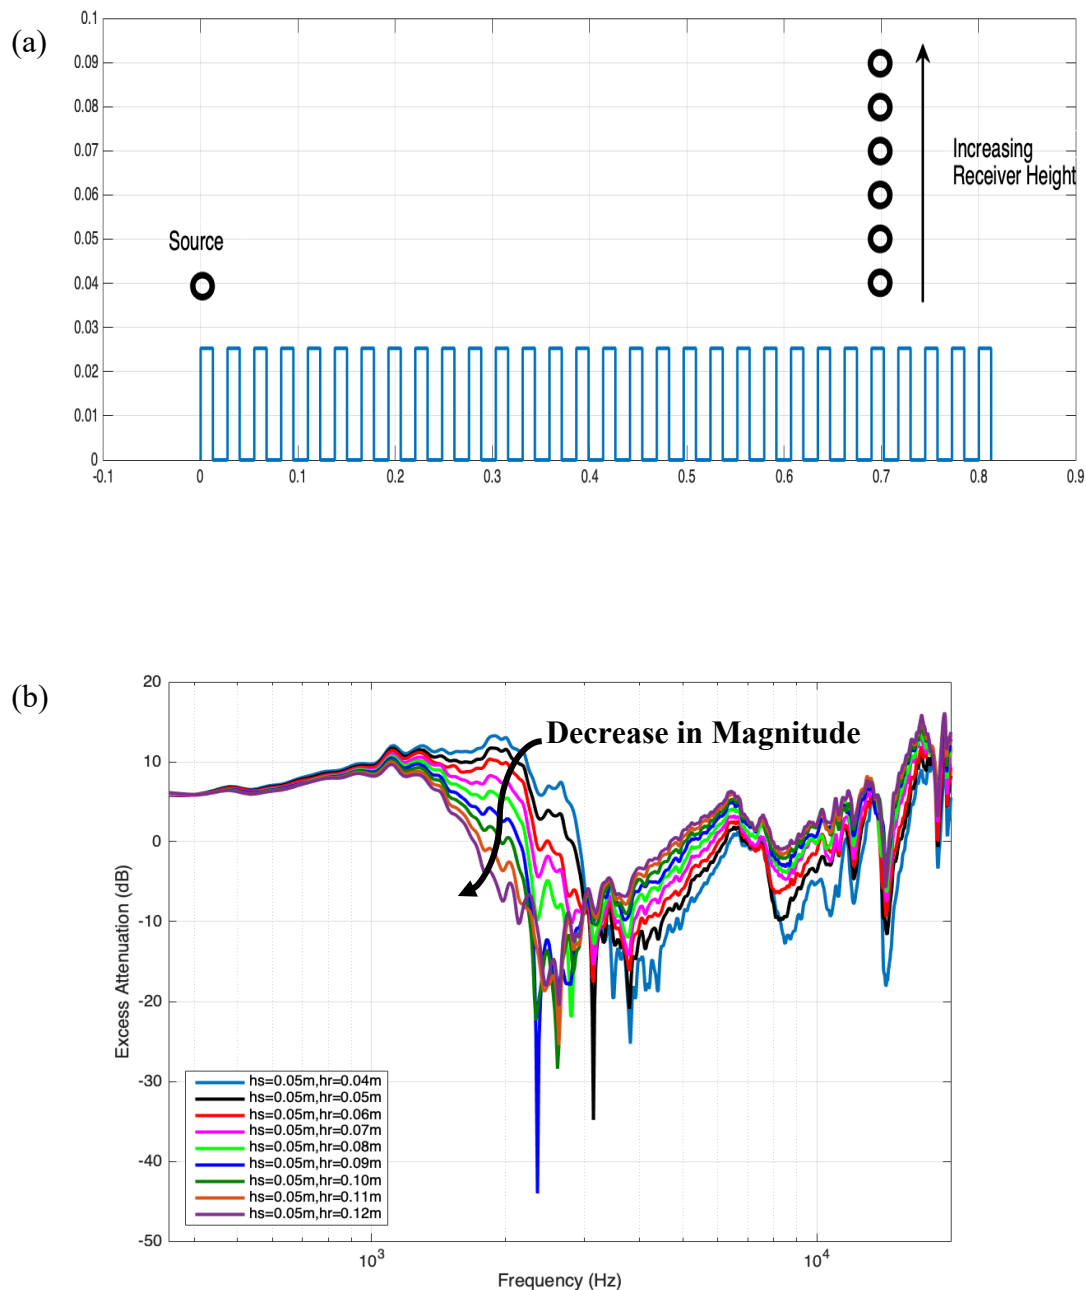 (a)
0.1
0.09
0.08
0.07
0.06
0.05
0.04
0.03
0.02
0.01
0
Source
Increasing
Receiver Height
-0.1 0 0.1 0.2 0.3 0.4 0.5 0.6 0.7 0.8 0.9
(b)
20
10
0
-10
-20
-30
-40
-50
Excess Attenuation (dB)
Decrease in Magnitude
hs=0.05m,hr=0.04m
hs=0.05m,hr=0.05m
hs=0.05m,hr=0.06m
hs=0.05m,hr=0.07m
hs=0.05m,hr=0.08m
hs=0.05m,hr=0.09m
hs=0.05m,hr=0.10m
hs=0.05m,hr=0.11m
hs=0.05m,hr=0.12m
10³ 10⁴
Frequency (Hz)